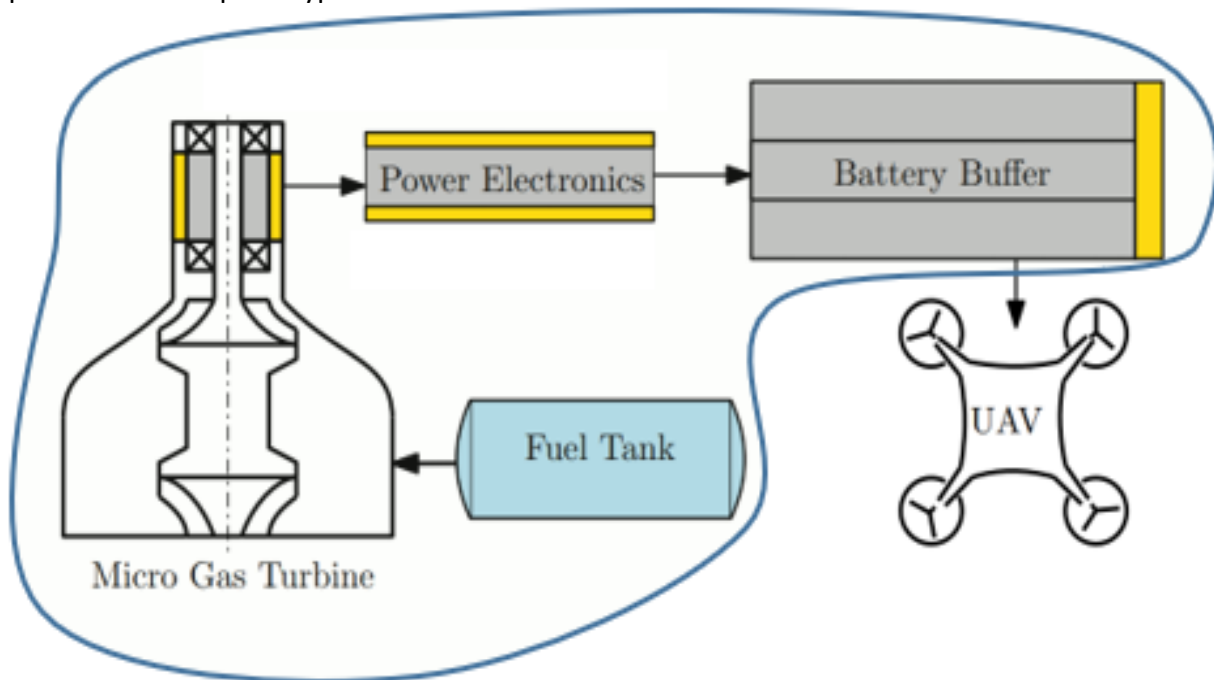 Power Electronics
Battery Buffer
Fuel Tank
UAV
Micro Gas Turbine